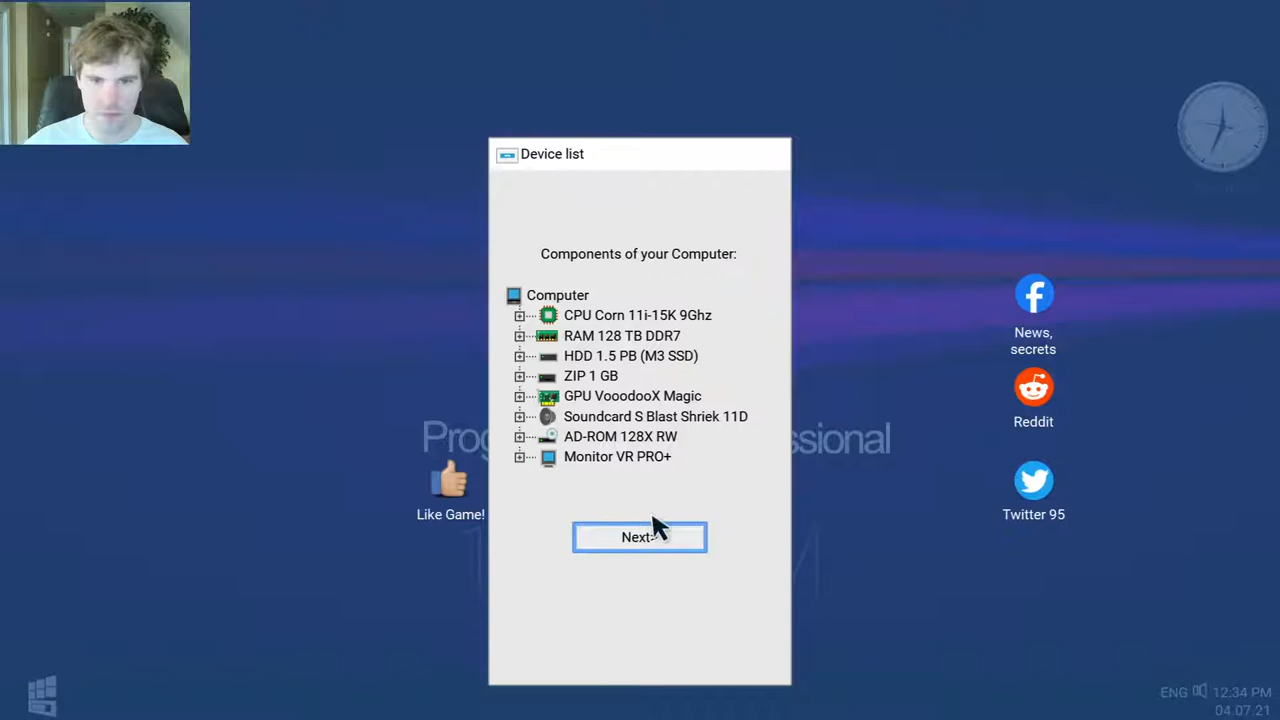 Device list
Components of your Computer:
Computer
CPU Corn 11i-15K 9Ghz
RAM 128 TB DDR7
HDD 1.5 PB (M3 SSD)
ZIP 1 GB
GPU VooodooX Magic
Soundcard S Blast Shriek 11D
AD-ROM 128X RW
Monitor VR PRO+
Next
News,
secrets
Reddit
Twitter 95
Like Game!
ENG 12:34 PM
04.07.21